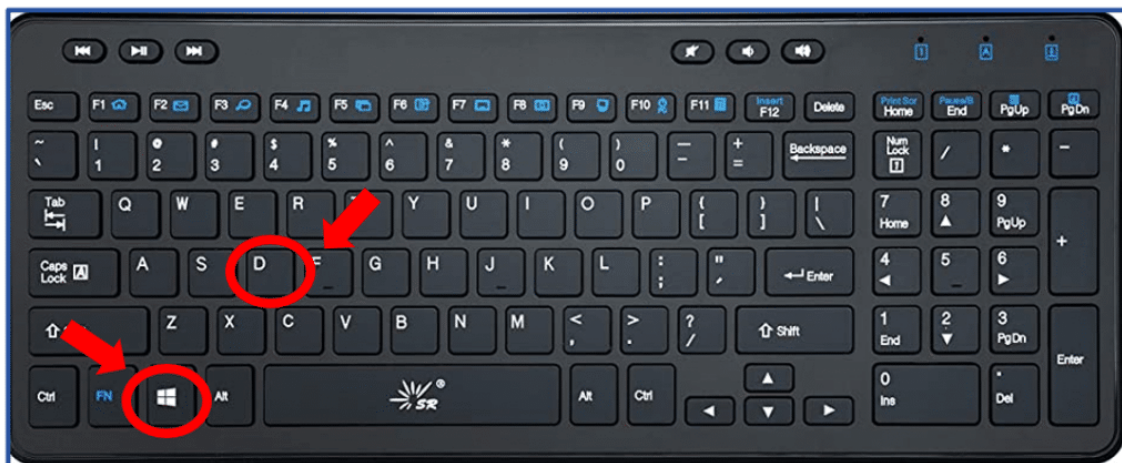 Esc F1 F2 F3 F4 F5 F6 F7 F8 F9 F10 F11 Insert F12 Delete Print Scr Home Pause/B End PgUp PgDn
~ ` ! 1 @ 2 # 3 $ 4 % 5 ^ 6 & 7 * 8 ( 9 ) 0 — - + = Backspace Num Lock 1 / * -
Tab Q W E R Y U I O P { [ } ] | \ 7 Home 8 9 PgUp +
Caps Lock A A S D F G H J K L : ; " ' Enter 4 5 6
Z X C V B N M < , > . ? / Shift 1 End 2 3 PgDn Enter
Ctrl FN Alt SR ® Alt Ctrl 0 Ins . Del